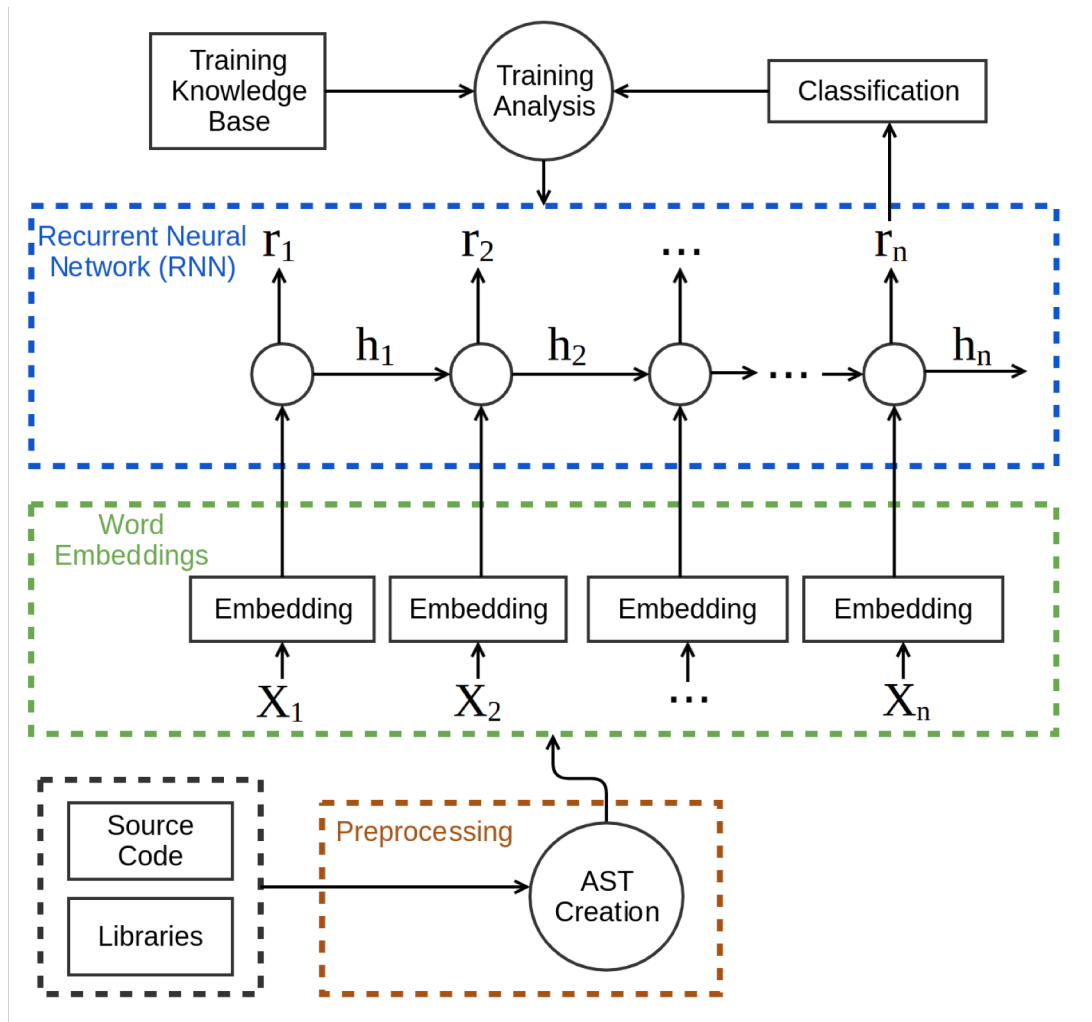 Training
Knowledge
Base
Training
Analysis
Classification
Recurrent Neural
Network (RNN)
r1
r2
...
rn
h1
h2
...
hn
Word
Embeddings
Embedding
Embedding
Embedding
Embedding
X1
X2
...
Xn
Source
Code
Libraries
Preprocessing
AST
Creation